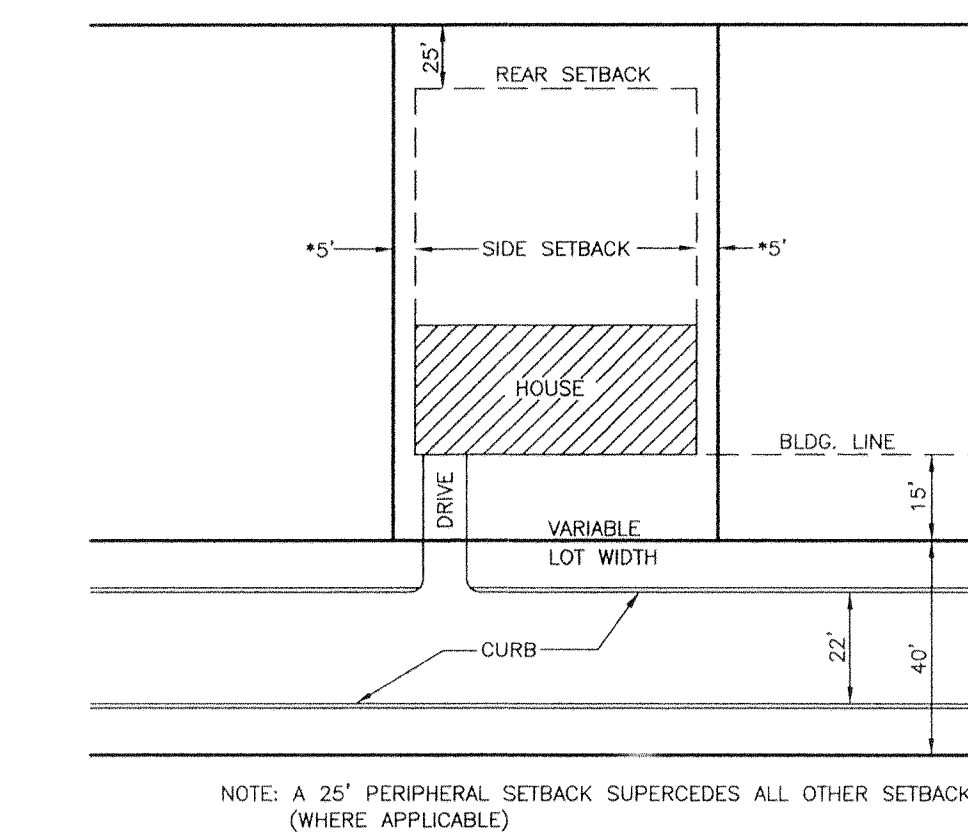 25'
REAR SETBACK
*5'
SIDE SETBACK
*5'
HOUSE
BLDG. LINE
DRIVE
15'
VARIABLE
LOT WIDTH
CURB
22'
40'
NOTE: A 25' PERIPHERAL SETBACK SUPERCEDES ALL OTHER SETBACK
(WHERE APPLICABLE)